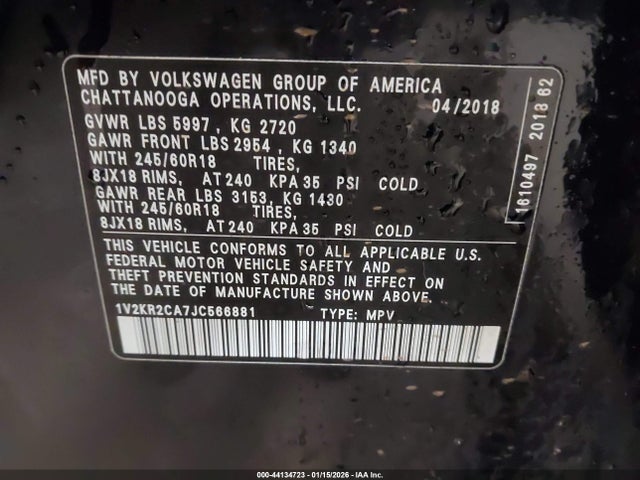 MFD BY VOLKSWAGEN GROUP OF AMERICA
CHATTANOOGA OPERATIONS, LLC. 04/2018
GVWR LBS 5997, KG 2720
GAWR FRONT LBS 2954, KG 1340
WITH 245/60R18 TIRES,
8JX18 RIMS, AT 240 KPA 35 PSI COLD
GAWR REAR LBS 3153, KG 1430
WITH 245/60R18 TIRES,
8JX18 RIMS, AT 240 KPA 35 PSI COLD
THIS VEHICLE CONFORMS TO ALL APPLICABLE U.S.
FEDERAL MOTOR VEHICLE SAFETY AND
THEFT PREVENTION STANDARDS IN EFFECT ON
THE DATE OF MANUFACTURE SHOWN ABOVE.
1V2KR2CA7JC566881 TYPE: MPV
1610497 2018 62
000-44134723 - 01/15/2026 - IAA Inc.